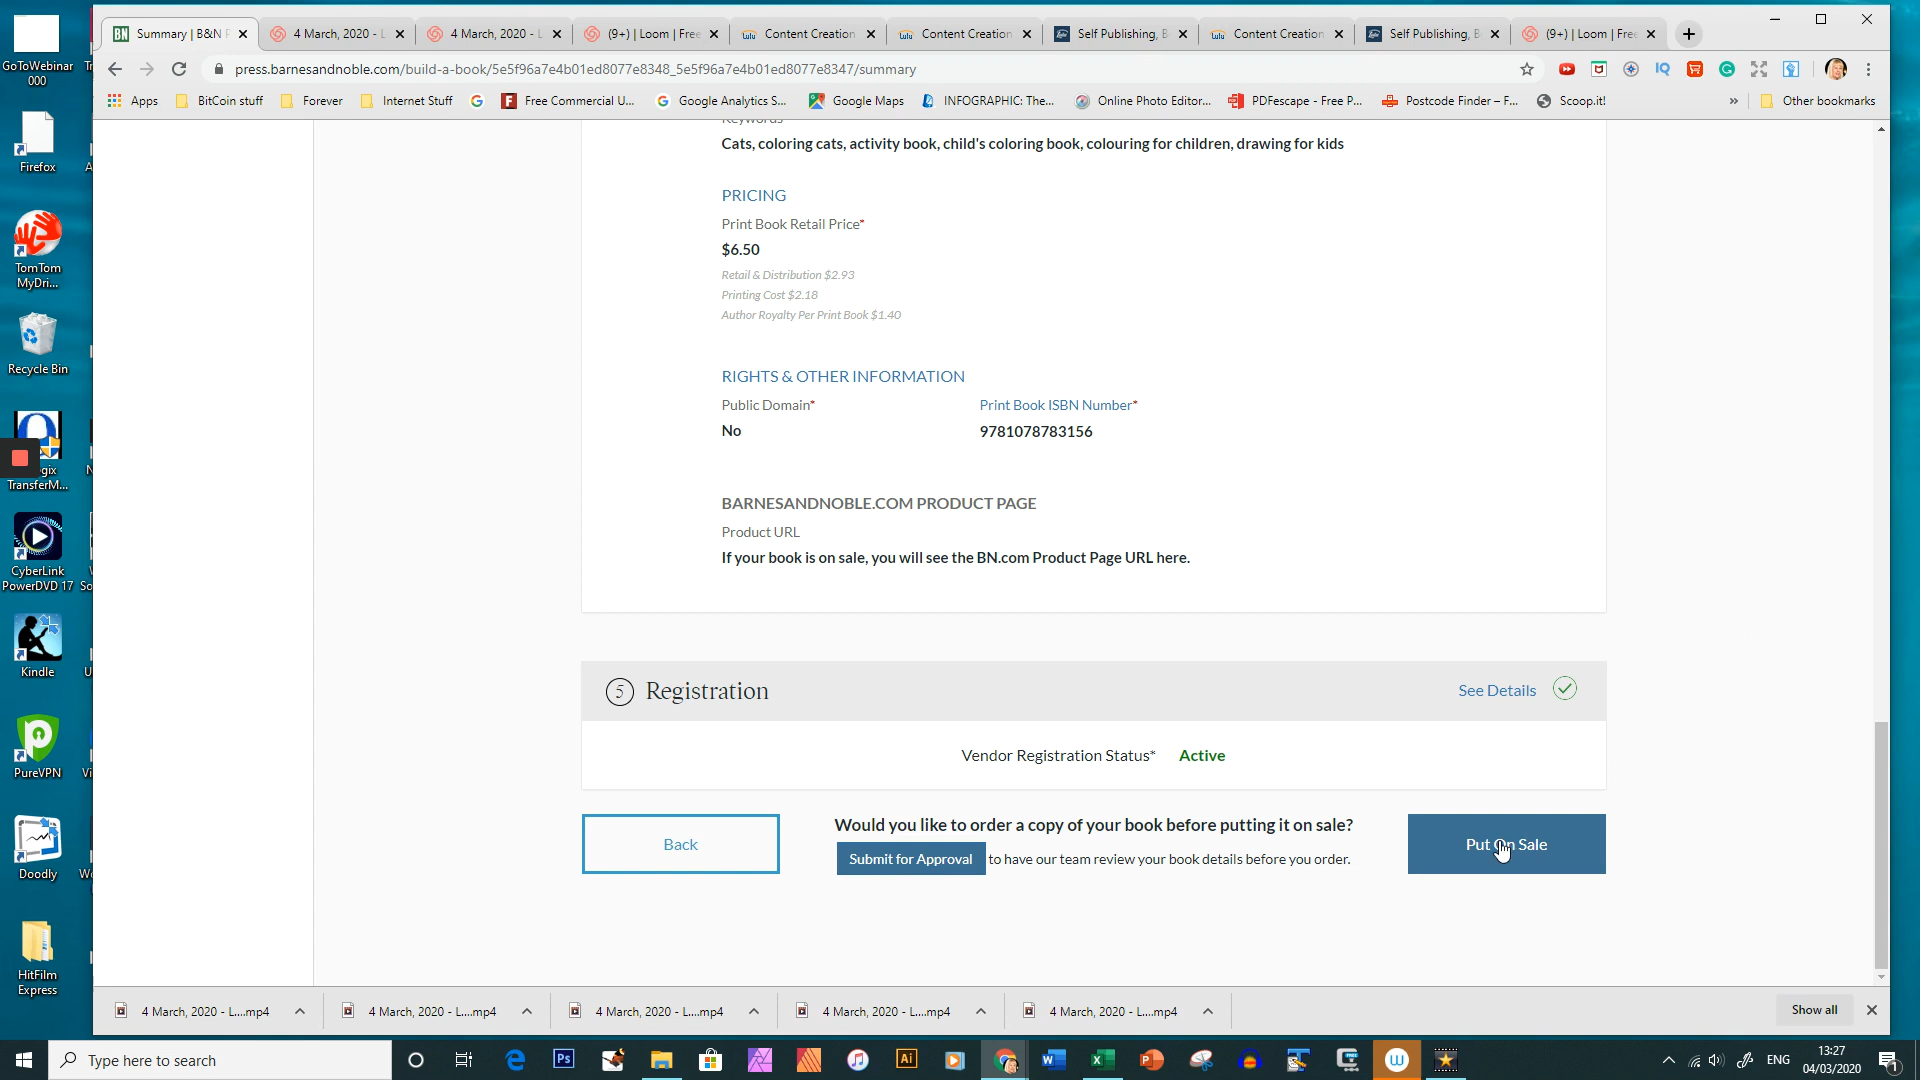 Summary | B&N P
4 March, 2020 - L
4 March, 2020 - L
(9+) | Loom | Free
Content Creation
Content Creation
Self Publishing, B
Content Creation
Self Publishing, B
(9+) | Loom | Free
press.barnesandnoble.com/build-a-book/5e5f96a7e4b01ed8077e8348_5e5f96a7e4b01ed8077e8347/summary
Apps
BitCoin stuff
Forever
Internet Stuff
Free Commercial U...
Google Analytics S...
Google Maps
INFOGRAPHIC: The...
Online Photo Editor...
PDFescape - Free P...
Postcode Finder – F...
Scoop.it!
»
Other bookmarks
GoToWebinar
000
Firefox
TomTom
MyDri...
Recycle Bin
gix
TransferM...
CyberLink
PowerDVD 17
Kindle
PureVPN
Doodly
HitFilm
Express
Keywords
Cats, coloring cats, activity book, child's coloring book, colouring for children, drawing for kids
PRICING
Print Book Retail Price*
$6.50
Retail & Distribution $2.93
Printing Cost $2.18
Author Royalty Per Print Book $1.40
RIGHTS & OTHER INFORMATION
Public Domain*
Print Book ISBN Number*
No
9781078783156
BARNESANDNOBLE.COM PRODUCT PAGE
Product URL
If your book is on sale, you will see the BN.com Product Page URL here.
5 Registration
See Details
Vendor Registration Status* Active
Back
Would you like to order a copy of your book before putting it on sale?
Submit for Approval to have our team review your book details before you order.
Put On Sale
4 March, 2020 - L....mp4
4 March, 2020 - L....mp4
4 March, 2020 - L....mp4
4 March, 2020 - L....mp4
4 March, 2020 - L....mp4
Show all
Type here to search
ENG
13:27
04/03/2020